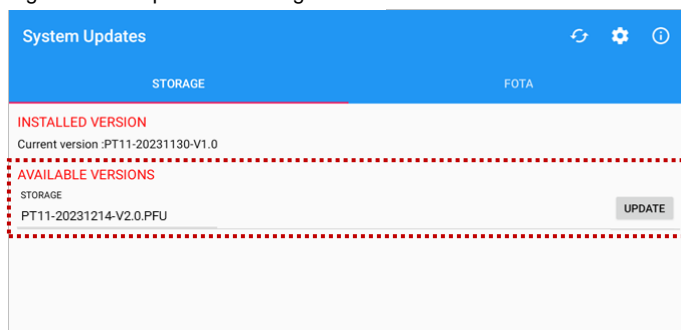 System Updates
STORAGE
FOTA
INSTALLED VERSION
Current version :PT11-20231130-V1.0
AVAILABLE VERSIONS
STORAGE
PT11-20231214-V2.0.PFU
UPDATE